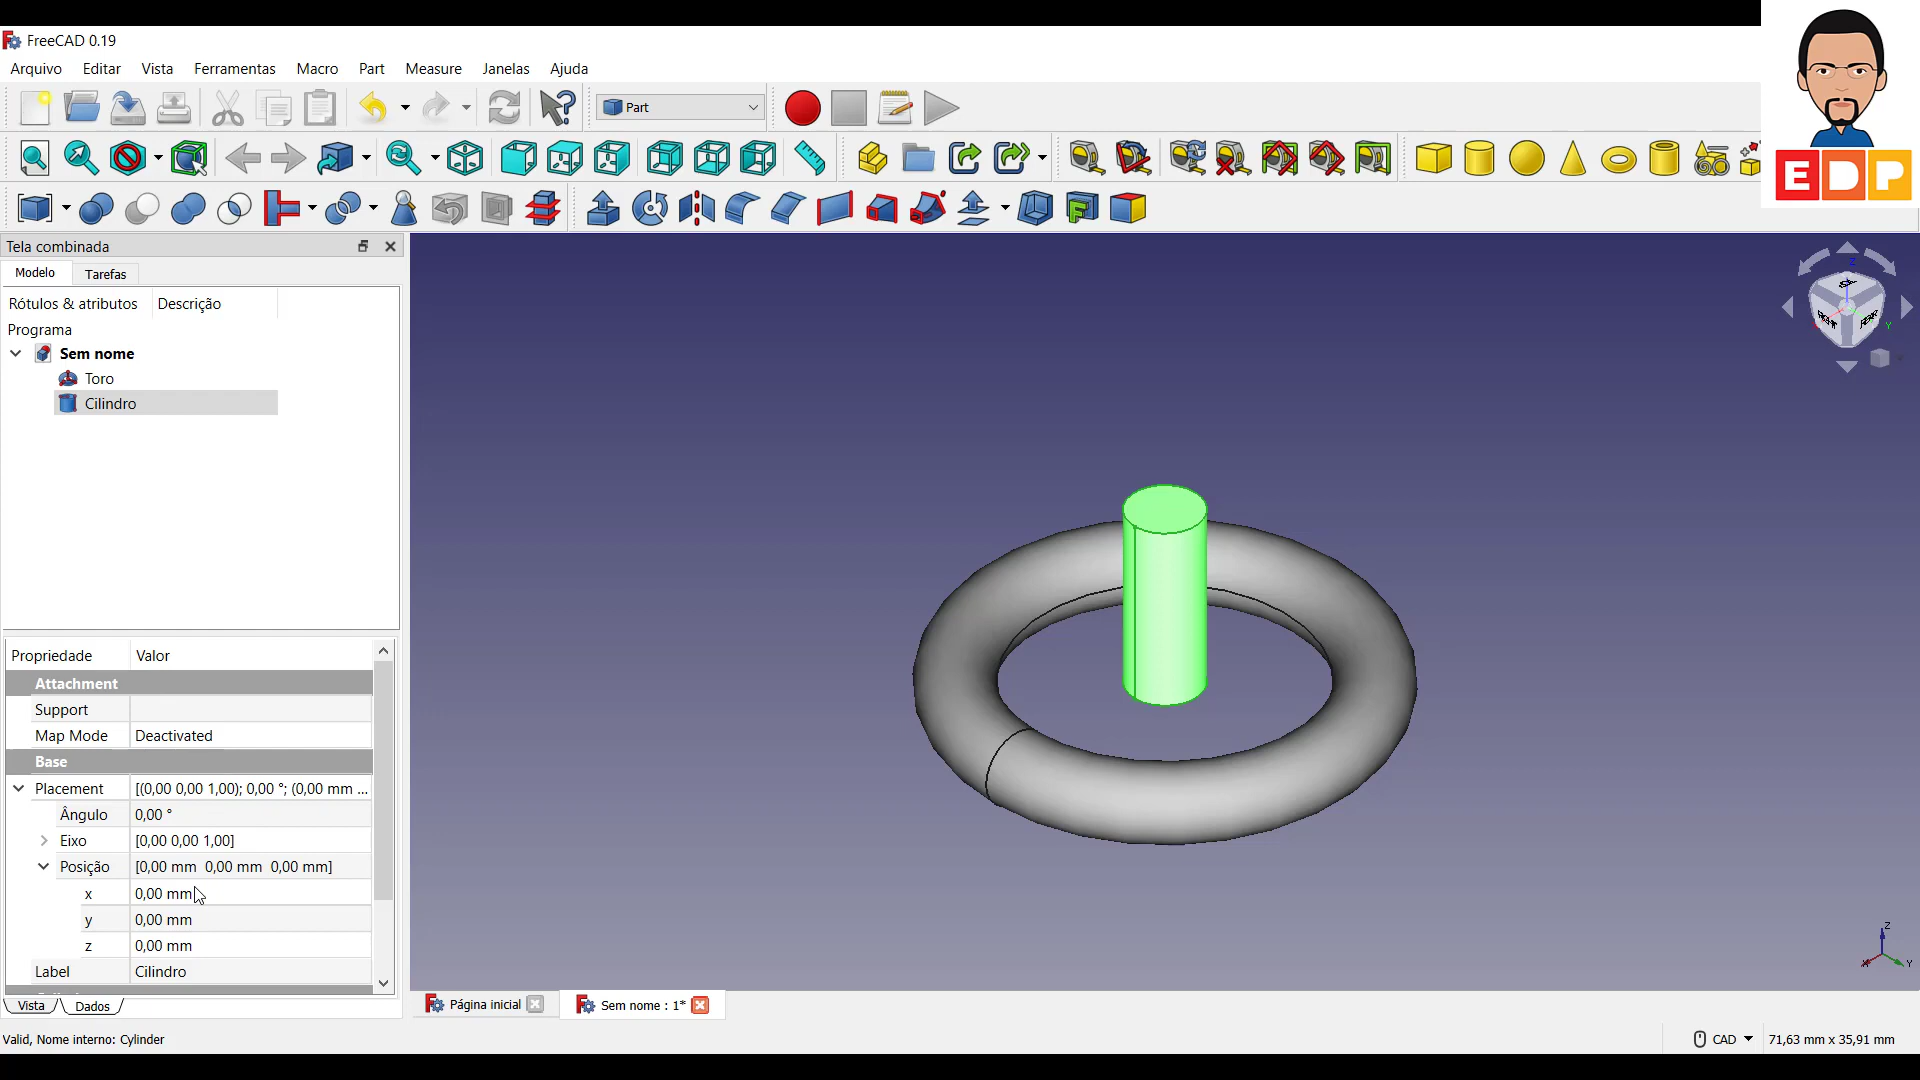 FreeCAD 0.19
Arquivo Editar Vista Ferramentas Macro Part Measure Janelas Ajuda
Part
EDP
Tela combinada
Modelo Tarefas
Rótulos & atributos Descrição
Programa
Sem nome
Toro
Cilindro
Propriedade Valor
Attachment
Support
Map Mode Deactivated
Base
Placement [(0,00 0,00 1,00); 0,00 °; (0,00 mm ...
Ângulo 0,00 °
Eixo [0,00 0,00 1,00]
Posição [0,00 mm 0,00 mm 0,00 mm]
x 0,00 mm
y 0,00 mm
z 0,00 mm
Label Cilindro
Vista Dados
Página inicial
Sem nome : 1*
Z
Y
Z
X Y
Valid, Nome interno: Cylinder
CAD 71,63 mm x 35,91 mm